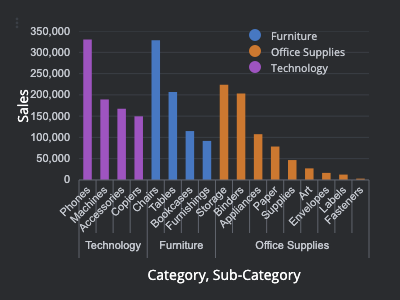 350,000
300,000
250,000
200,000
150,000
100,000
50,000
0
Sales
Furniture
Office Supplies
Technology
Phones
Machines
Accessories
Copiers
Chairs
Tables
Bookcases
Furnishings
Storage
Binders
Appliances
Paper
Supplies
Art
Envelopes
Labels
Fasteners
Technology
Furniture
Office Supplies
Category, Sub-Category